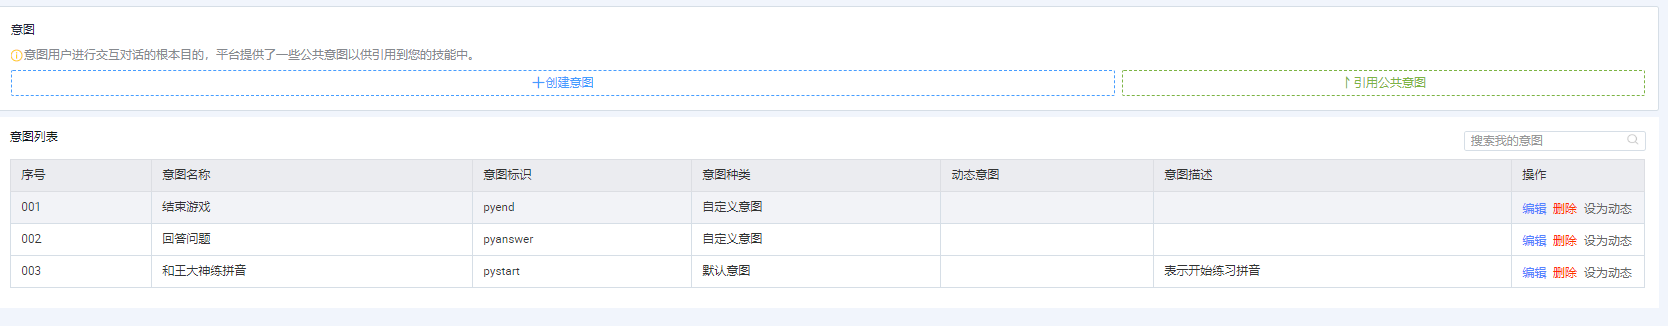 意图
意图用户进行交互对话的根本目的，平台提供了一些公共意图以供引用到您的技能中。
创建意图
引用公共意图
意图列表
搜索我的意图
序号 意图名称 意图标识 意图种类 动态意图 意图描述 操作
001 结束游戏 pyend 自定义意图 编辑 删除 设为动态
002 回答问题 pyanswer 自定义意图 编辑 删除 设为动态
003 和王大神练拼音 pystart 默认意图 表示开始练习拼音 编辑 删除 设为动态